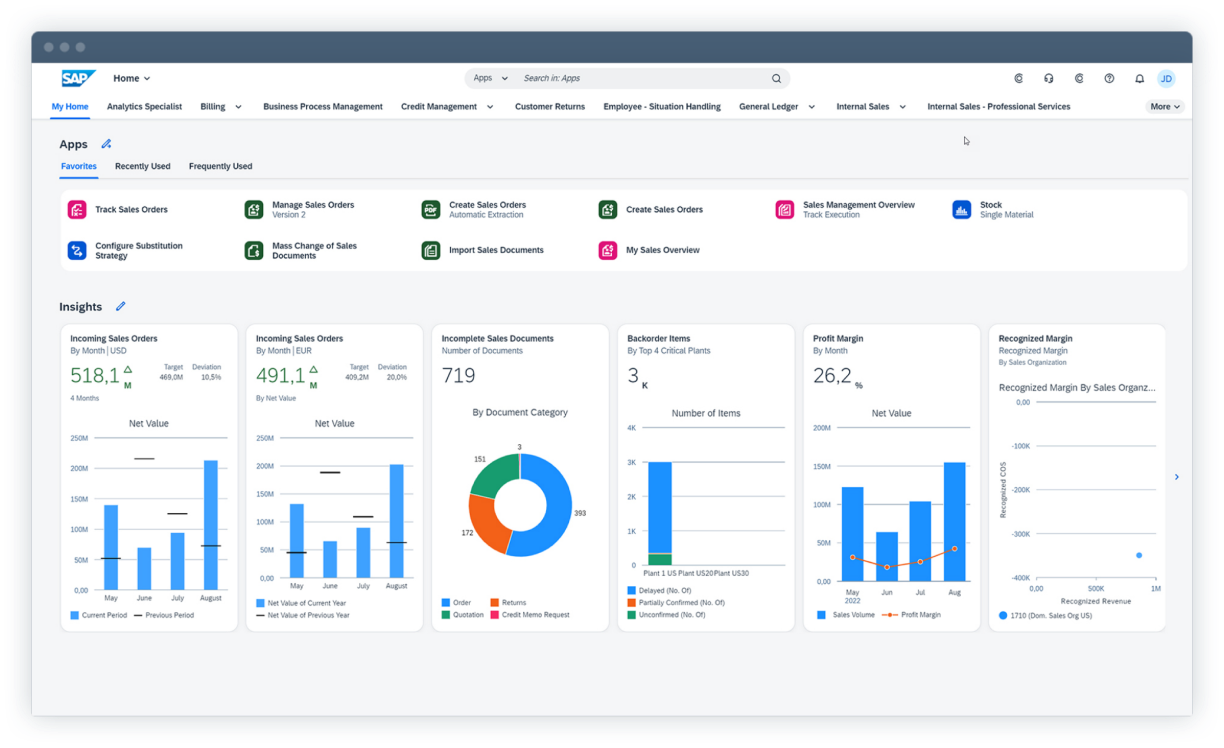 SAP Home
Apps Search in: Apps
JD
My Home Analytics Specialist Billing Business Process Management Credit Management Customer Returns Employee - Situation Handling General Ledger Internal Sales Internal Sales - Professional Services More
Apps
Favorites Recently Used Frequently Used
Track Sales Orders
Manage Sales Orders
Version 2
PDF
Create Sales Orders
Automatic Extraction
Create Sales Orders
Sales Management Overview
Track Execution
Stock
Single Material
Configure Substitution
Strategy
Mass Change of Sales
Documents
Import Sales Documents
My Sales Overview
Insights
Incoming Sales Orders
By Month | USD
518,1 M
Target Deviation
469,0M 10,5%
4 Months
Net Value
250M
200M
150M
100M
50M
0,00
May June July August
Current Period Previous Period
Incoming Sales Orders
By Month | EUR
491,1 M
Target Deviation
409,2M 20,0%
By Net Value
Net Value
250M
200M
150M
100M
50M
0,00
May June July August
Net Value of Current Year
Net Value of Previous Year
Incomplete Sales Documents
Number of Documents
719
By Document Category
3
151
393
172
Order Returns
Quotation Credit Memo Request
Backorder Items
By Top 4 Critical Plants
3 K
Number of Items
4K
3K
2K
1K
0
Plant 1 US Plant US20Plant US30
Delayed (No. Of)
Partially Confirmed (No. Of)
Unconfirmed (No. Of)
Profit Margin
By Month
26,2 %
Net Value
200M
150M
100M
50M
0,00
May Jun Jul Aug
2022
Sales Volume Profit Margin
Recognized Margin
Recognized Margin
By Sales Organization
Recognized Margin By Sales Organz...
0,00
-100K
-200K
-300K
-400K
Recognized COS
0,00 500K 1M
Recognized Revenue
1710 (Dom. Sales Org US)